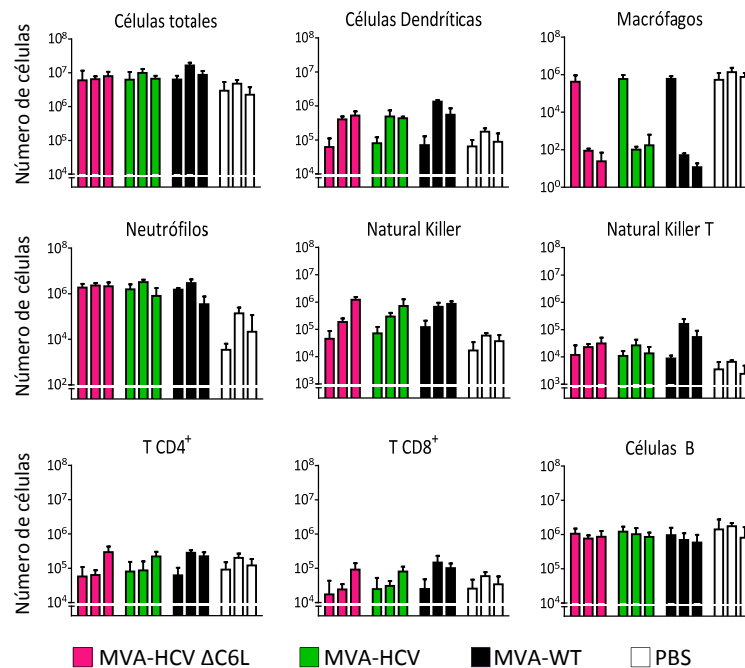 Células totales
Células Dendríticas
Macrófagos
Número de células
10^8
10^7
10^6
10^5
10^4
10^8
10^7
10^6
10^5
10^4
10^8
10^6
10^4
10^2
10^0
Neutrófilos
Natural Killer
Natural Killer T
Número de células
10^8
10^6
10^4
10^2
10^8
10^7
10^6
10^5
10^4
10^3
10^8
10^7
10^6
10^5
10^4
10^3
T CD4^+
T CD8^+
Células B
Número de células
10^8
10^7
10^6
10^5
10^4
10^8
10^7
10^6
10^5
10^4
10^8
10^7
10^6
10^5
10^4
MVA-HCV ΔC6L
MVA-HCV
MVA-WT
PBS